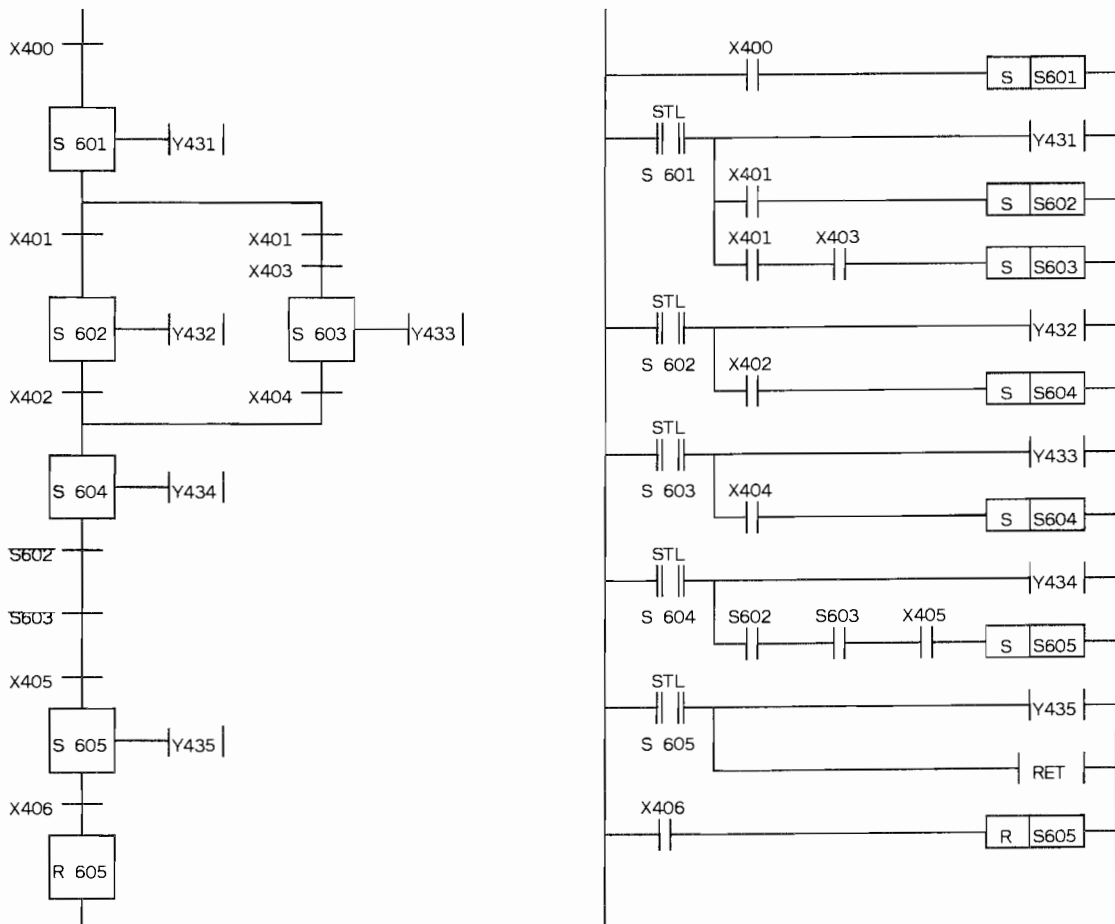 X400
S 601
Y431
X401
X401
X403
S 602
Y432
S 603
Y433
X402
X404
S 604
Y434
S602
S603
X405
S 605
Y435
X406
R 605
X400
S S601
STL
S 601
Y431
X401
S S602
X401 X403
S S603
STL
S 602
Y432
X402
S S604
STL
S 603
Y433
X404
S S604
STL
S 604
Y434
S602 S603 X405
S S605
STL
S 605
Y435
RET
X406
R S605